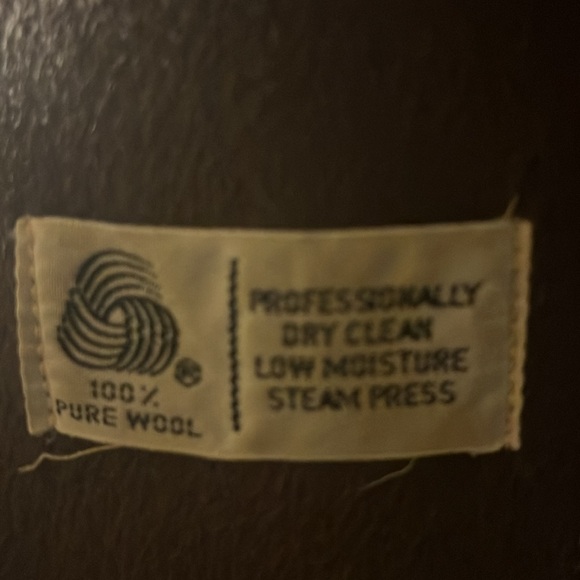 100%
PURE WOOL
PROFESSIONALLY
DRY CLEAN
LOW MOISTURE
STEAM PRESS